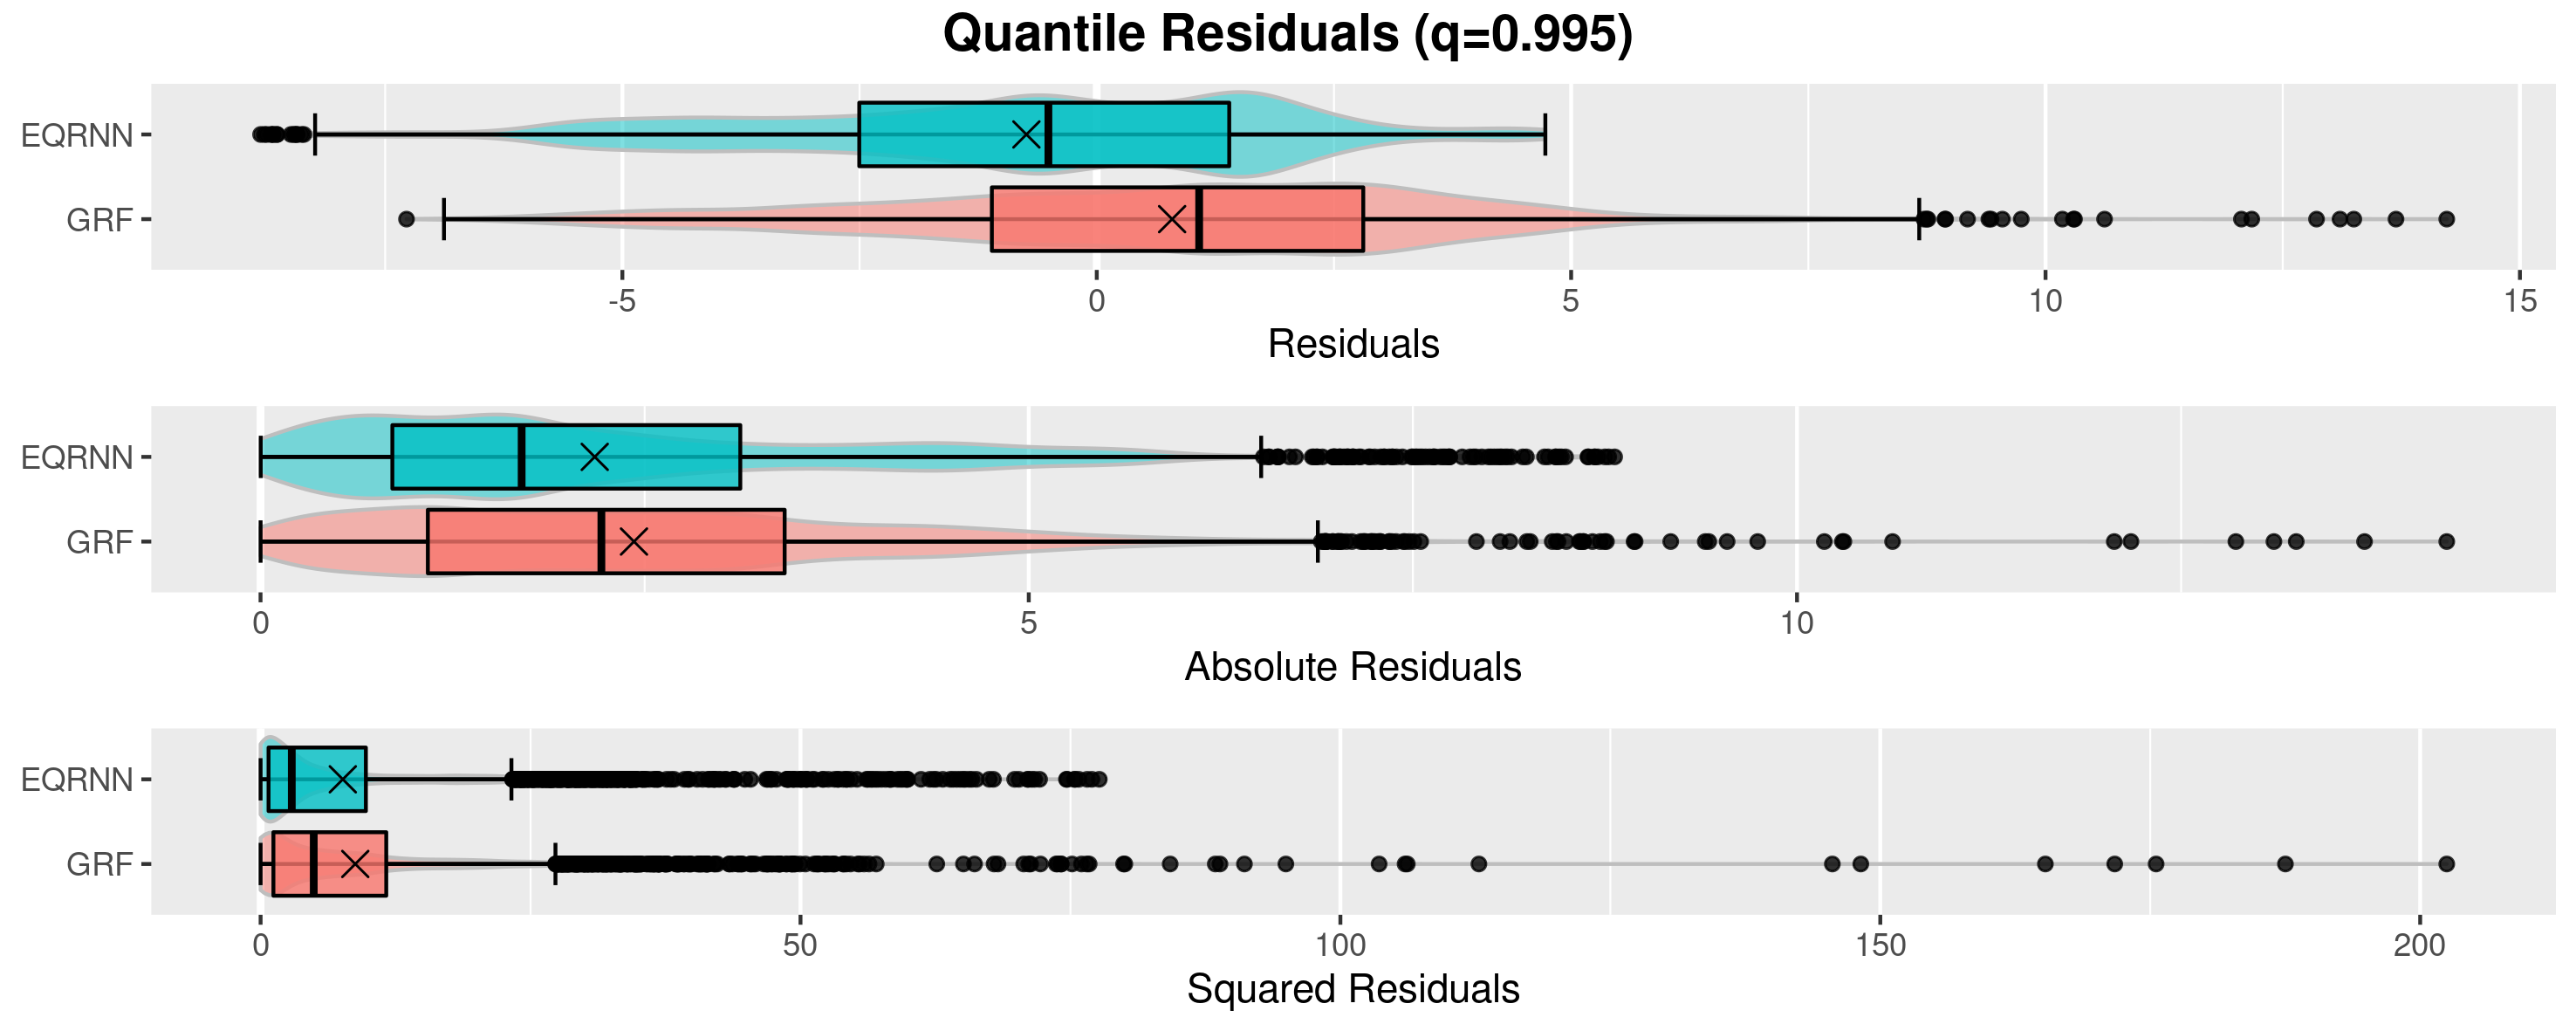 Quantile Residuals (q=0.995)
EQRNN
GRF
-5 0 5 10 15
Residuals
EQRNN
GRF
0 5 10
Absolute Residuals
EQRNN
GRF
0 50 100 150 200
Squared Residuals